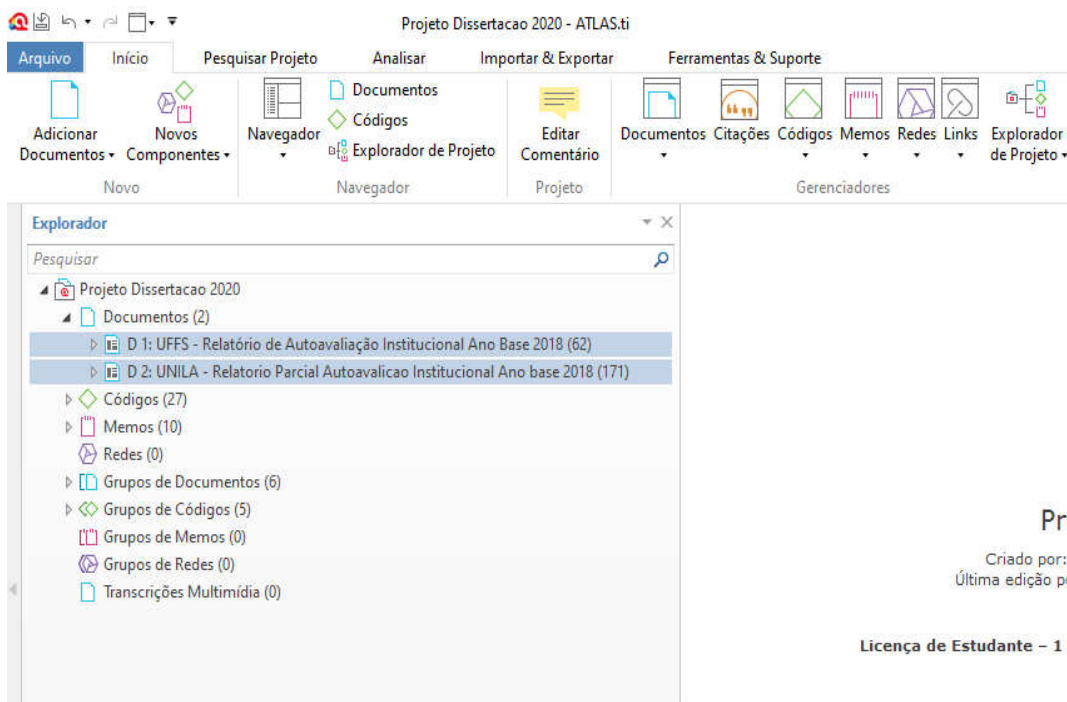 Projeto Dissertacao 2020 - ATLAS.ti
Arquivo Início Pesquisar Projeto Analisar Importar & Exportar Ferramentas & Suporte
Adicionar Documentos
Novos Componentes
Navegador
Documentos
Códigos
Explorador de Projeto
Editar Comentário
Documentos Citações Códigos Memos Redes Links Explorador de Projeto
Novo Navegador Projeto Gerenciadores
Explorador
Pesquisar
Projeto Dissertacao 2020
Documentos (2)
D 1: UFFS - Relatório de Autoavaliação Institucional Ano Base 2018 (62)
D 2: UNILA - Relatorio Parcial Autoavalicao Institucional Ano base 2018 (171)
Códigos (27)
Memos (10)
Redes (0)
Grupos de Documentos (6)
Grupos de Códigos (5)
Grupos de Memos (0)
Grupos de Redes (0)
Transcrições Multimídia (0)
Pr
Criado por:
Última edição p
Licença de Estudante – 1